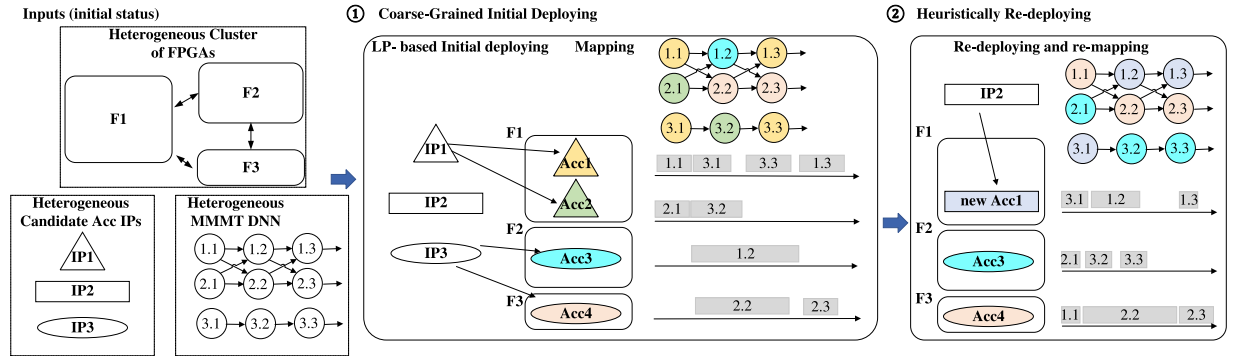 Inputs (initial status)
Heterogeneous Cluster
of FPGAs
F1
F2
F3
Heterogeneous
Candidate Acc IPs
IP1
IP2
IP3
Heterogeneous
MMMT DNN
1.1 1.2 1.3
2.1 2.2 2.3
3.1 3.2 3.3
① Coarse-Grained Initial Deploying
LP- based Initial deploying Mapping
1.1 1.2 1.3
2.1 2.2 2.3
3.1 3.2 3.3
IP1
IP2
IP3
F1
Acc1
Acc2
F2
Acc3
F3
Acc4
1.1 3.1 3.3 1.3
2.1 3.2
1.2
2.2 2.3
② Heuristically Re-deploying
Re-deploying and re-mapping
IP2
1.1 1.2 1.3
2.1 2.2 2.3
3.1 3.2 3.3
F1
new Acc1
F2
Acc3
F3
Acc4
3.1 1.2 1.3
2.1 3.2 3.3
1.1 2.2 2.3